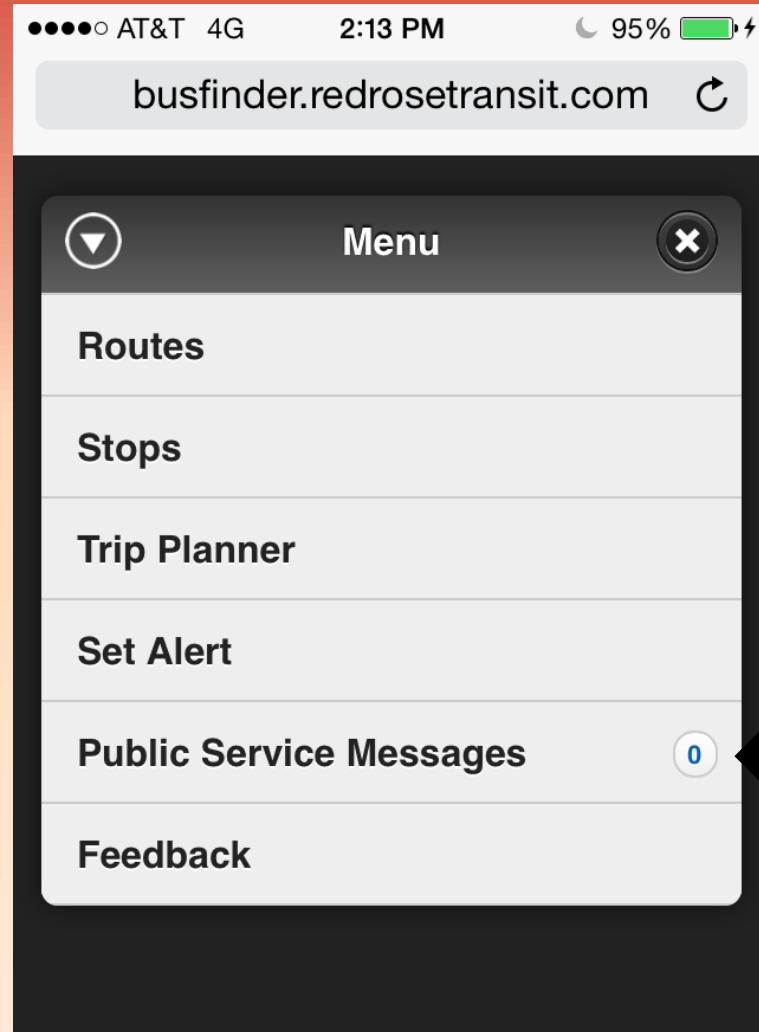 AT&T 4G 2:13 PM 95%
busfinder.redrosetransit.com
Menu
Routes
Stops
Trip Planner
Set Alert
Public Service Messages 0
Feedback